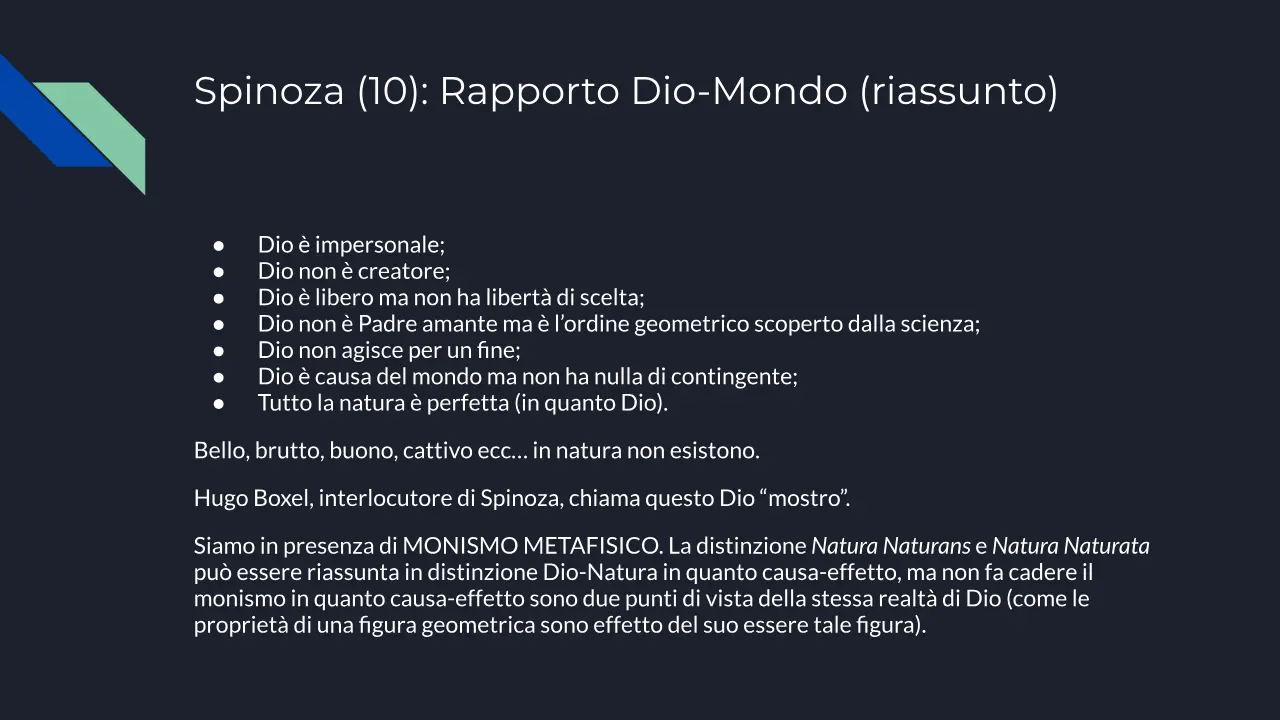 Spinoza (10): Rapporto Dio-Mondo (riassunto)
● Dio è impersonale;
● Dio non è creatore;
● Dio è libero ma non ha libertà di scelta;
● Dio non è Padre amante ma è l’ordine geometrico scoperto dalla scienza;
● Dio non agisce per un fine;
● Dio è causa del mondo ma non ha nulla di contingente;
● Tutto la natura è perfetta (in quanto Dio).
Bello, brutto, buono, cattivo ecc… in natura non esistono.
Hugo Boxel, interlocutore di Spinoza, chiama questo Dio “mostro”.
Siamo in presenza di MONISMO METAFISICO. La distinzione Natura Naturans e Natura Naturata
può essere riassunta in distinzione Dio-Natura in quanto causa-effetto, ma non fa cadere il
monismo in quanto causa-effetto sono due punti di vista della stessa realtà di Dio (come le
proprietà di una figura geometrica sono effetto del suo essere tale figura).